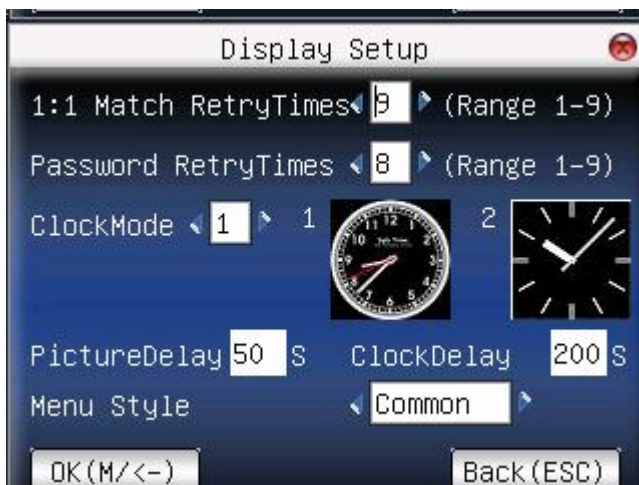 Display Setup
1:1 Match RetryTimes 9 (Range 1-9)
Password RetryTimes 8 (Range 1-9)
ClockMode 1 1 2
PictureDelay 50 S ClockDelay 200 S
Menu Style Common
OK(M/<-) Back(ESC)